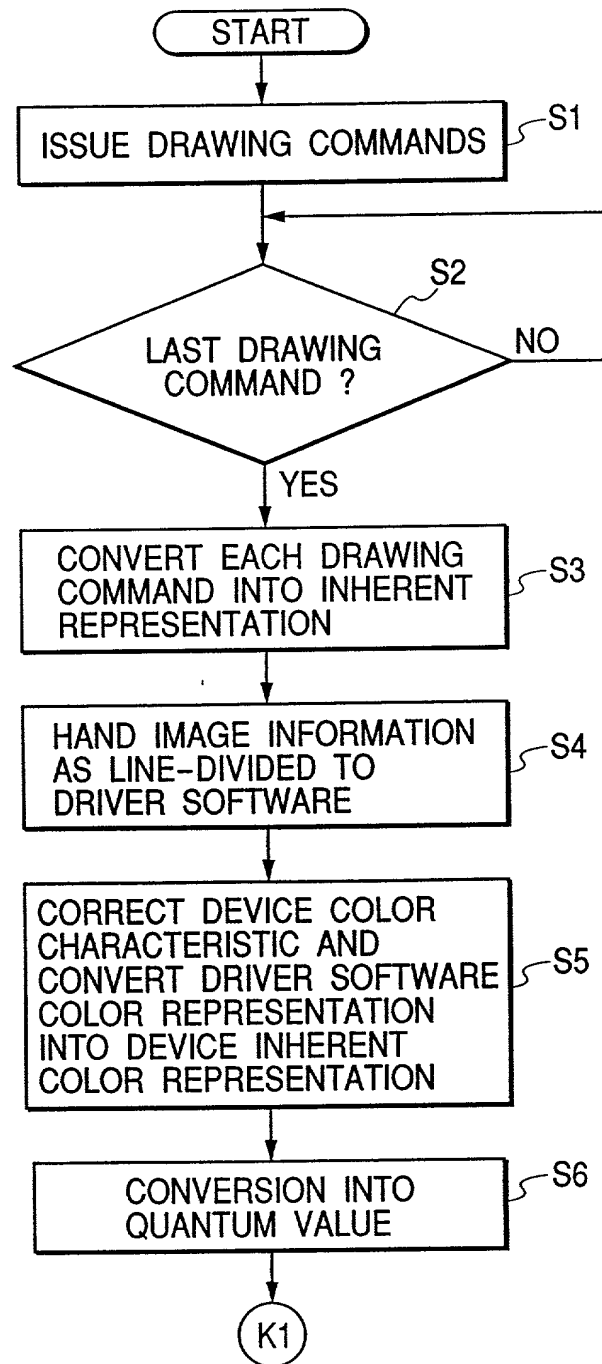 START
ISSUE DRAWING COMMANDS
S1
S2
LAST DRAWING
COMMAND ?
NO
YES
CONVERT EACH DRAWING
COMMAND INTO INHERENT
REPRESENTATION
S3
HAND IMAGE INFORMATION
AS LINE-DIVIDED TO
DRIVER SOFTWARE
S4
CORRECT DEVICE COLOR
CHARACTERISTIC AND
CONVERT DRIVER SOFTWARE
COLOR REPRESENTATION
INTO DEVICE INHERENT
COLOR REPRESENTATION
S5
CONVERSION INTO
QUANTUM VALUE
S6
K1